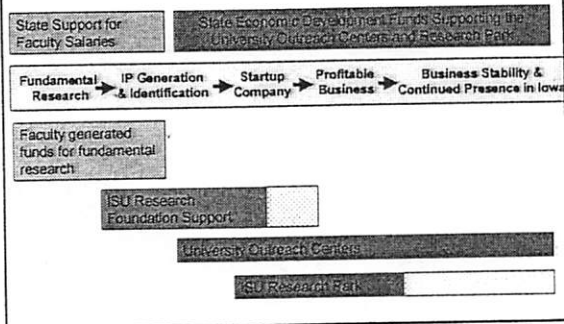 State Support for
Faculty Salaries
State Economic Development Funds Supporting the
University Outreach Centers and Research Park
Fundamental
Research
IP Generation
& Identification
Startup
Company
Profitable
Business
Business Stability &
Continued Presence in Iowa
Faculty generated
funds for fundamental
research
ISU Research
Foundation Support
University Outreach Centers
ISU Research Park